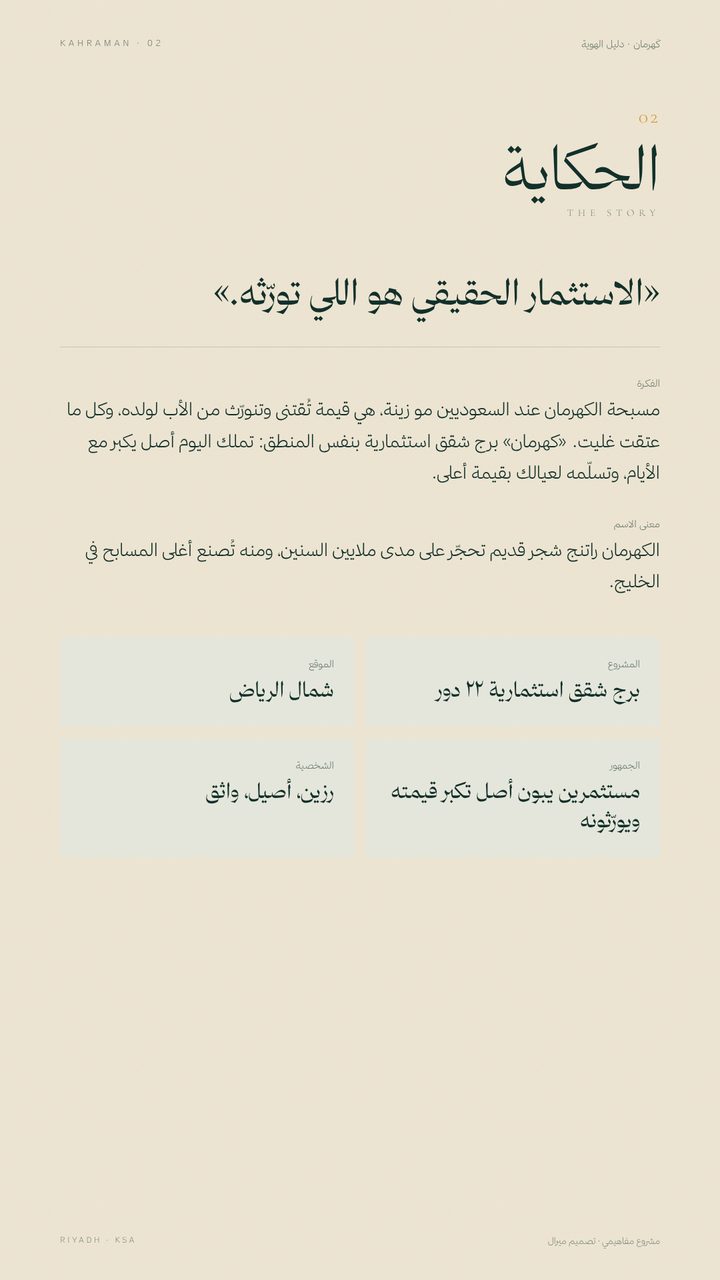 كهرمان · دليل الهوية
KAHRAMAN · 02
02
الحكاية
THE STORY
«الاستثمار الحقيقي هو اللي تورّثه.»
الفكرة
مسبحة الكهرمان عند السعوديين مو زينة، هي قيمة تُقتنى وتنورّث من الأب لولده، وكل ما
عتقت غليت. «كهرمان» برج شقق استثمارية بنفس المنطق: تملك اليوم أصل يكبر مع
الأيام، وتسلّمه لعيالك بقيمة أعلى.
معنى الاسم
الكهرمان راتنج شجر قديم تحجّر على مدى ملايين السنين، ومنه تُصنع أغلى المسابح في
الخليج.
المشروع
برج شقق استثمارية ٢٢ دور
الموقع
شمال الرياض
الجمهور
مستثمرين يبون أصل تكبر قيمته
ويورّثونه
الشخصية
رزين، أصيل، واثق
مشروع مفاهيمي · تصميم ميرال
RIYADH · KSA